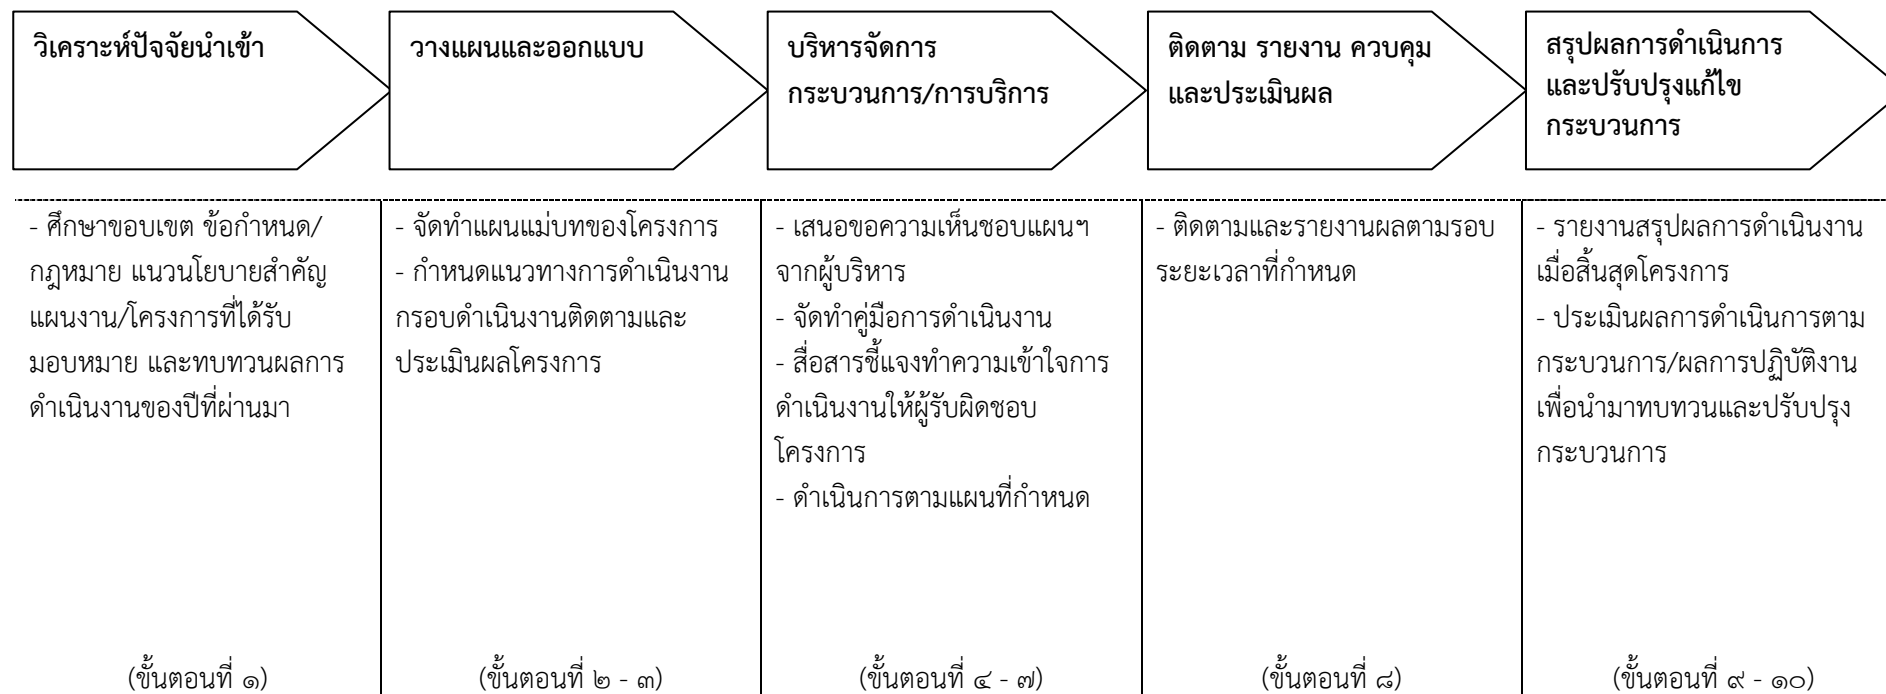 วิเคราะห์ปัจจัยนำเข้า
วางแผนและออกแบบ
บริหารจัดการ
กระบวนการ/การบริการ
ติดตาม รายงาน ควบคุม
และประเมินผล
สรุปผลการดำเนินการ
และปรับปรุงแก้ไข
กระบวนการ
- ศึกษาขอบเขต ข้อกำหนด/
กฎหมาย แนวนโยบายสำคัญ
แผนงาน/โครงการที่ได้รับ
มอบหมาย และทบทวนผลการ
ดำเนินงานของปีที่ผ่านมา
(ขั้นตอนที่ ๑)
- จัดทำแผนแม่บทของโครงการ
- กำหนดแนวทางการดำเนินงาน
กรอบดำเนินงานติดตามและ
ประเมินผลโครงการ
(ขั้นตอนที่ ๒ - ๓)
- เสนอขอความเห็นชอบแผนฯ
จากผู้บริหาร
- จัดทำคู่มือการดำเนินงาน
- สื่อสารชี้แจงทำความเข้าใจการ
ดำเนินงานให้ผู้รับผิดชอบ
โครงการ
- ดำเนินการตามแผนที่กำหนด
(ขั้นตอนที่ ๔ - ๗)
- ติดตามและรายงานผลตามรอบ
ระยะเวลาที่กำหนด
(ขั้นตอนที่ ๘)
- รายงานสรุปผลการดำเนินงาน
เมื่อสิ้นสุดโครงการ
- ประเมินผลการดำเนินการตาม
กระบวนการ/ผลการปฏิบัติงาน
เพื่อนำมาทบทวนและปรับปรุง
กระบวนการ
(ขั้นตอนที่ ๙ - ๑๐)